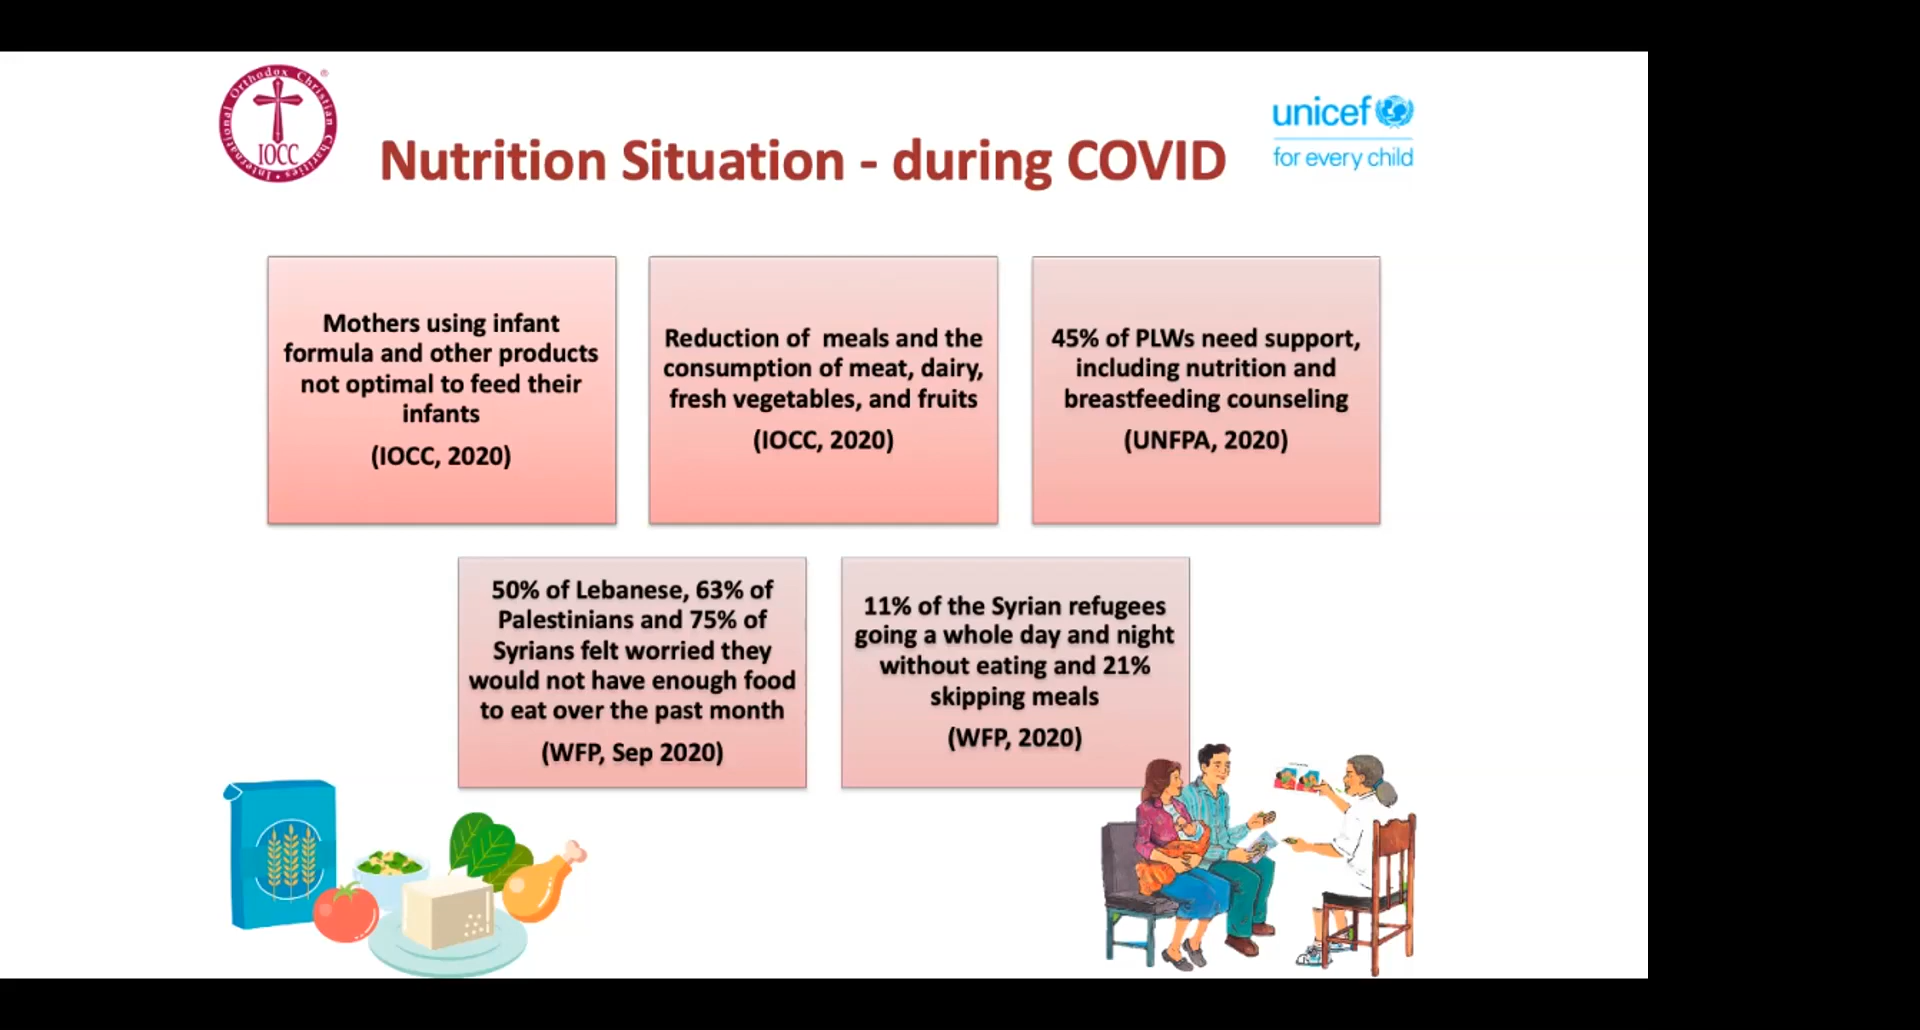 International Orthodox Christian Charities
IOCC
®
unicef
for every child
Nutrition Situation - during COVID
Mothers using infant
formula and other products
not optimal to feed their
infants
(IOCC, 2020)
Reduction of meals and the
consumption of meat, dairy,
fresh vegetables, and fruits
(IOCC, 2020)
45% of PLWs need support,
including nutrition and
breastfeeding counseling
(UNFPA, 2020)
50% of Lebanese, 63% of
Palestinians and 75% of
Syrians felt worried they
would not have enough food
to eat over the past month
(WFP, Sep 2020)
11% of the Syrian refugees
going a whole day and night
without eating and 21%
skipping meals
(WFP, 2020)